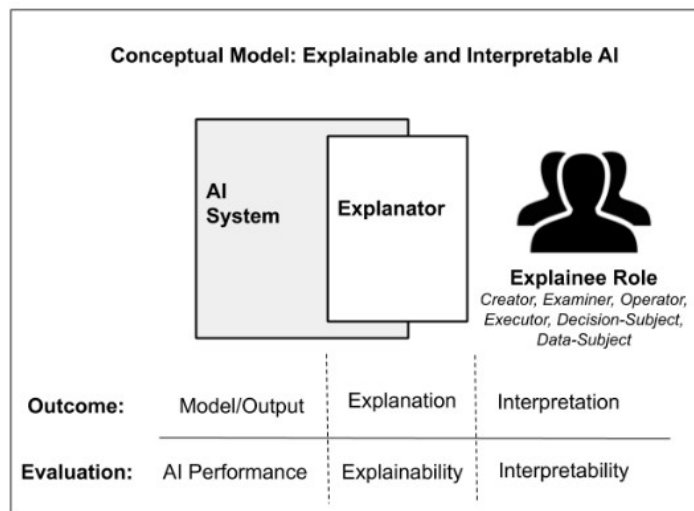 Conceptual Model: Explainable and Interpretable AI
AI
System
Explanator
Explainee Role
Creator, Examiner, Operator,
Executor, Decision-Subject,
Data-Subject
Outcome: Model/Output Explanation Interpretation
Evaluation: AI Performance Explainability Interpretability